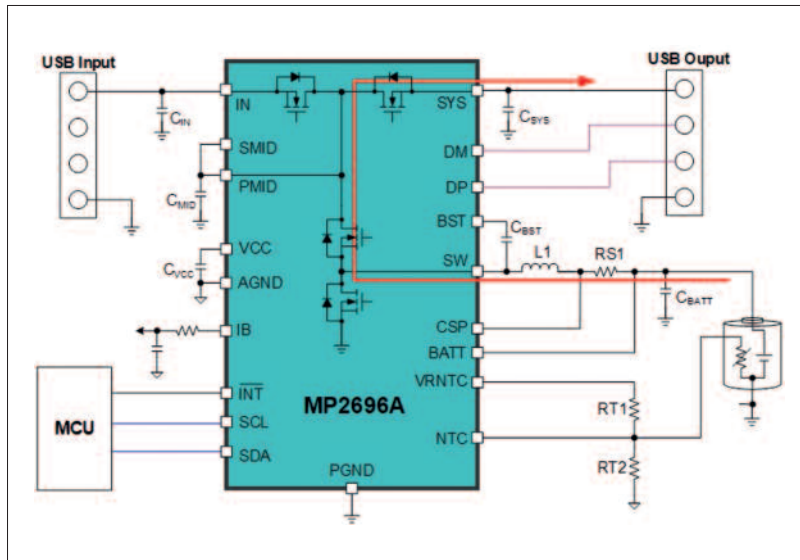 USB Input
USB Ouput
IN
SYS
CIN
CSYS
SMID
DM
PMID
CMID
DP
BST
CBST
VCC
CVCC
SW
L1
RS1
AGND
CBATT
CSP
IB
BATT
VRNTC
INT
MP2696A
RT1
MCU
SCL
NTC
SDA
RT2
PGND